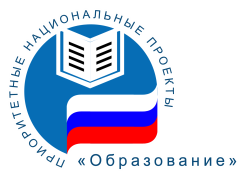 ПРИОРИТЕТНЫЕ НАЦИОНАЛЬНЫЕ ПРОЕКТЫ
«Образование»